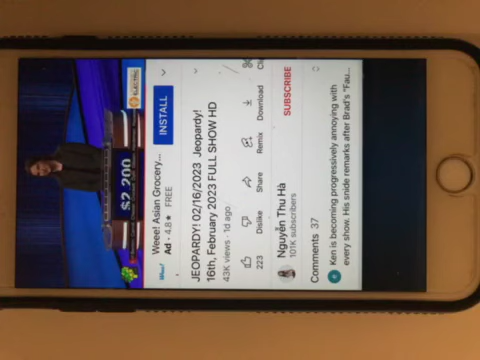 ELECTRIC
$2,200
Weee! Asian Grocery...
Ad · 4.8 ★ FREE
INSTALL
JEOPARDY! 02/16/2023 Jeopardy!
16th, February 2023 FULL SHOW HD
43K views · 1d ago
223
Dislike
Share
Remix
Download
Nguyễn Thu Hà
101K subscribers
SUBSCRIBE
Comments 37
Ken is becoming progressively annoying with
every show. His snide remarks after Brad's "Fau...